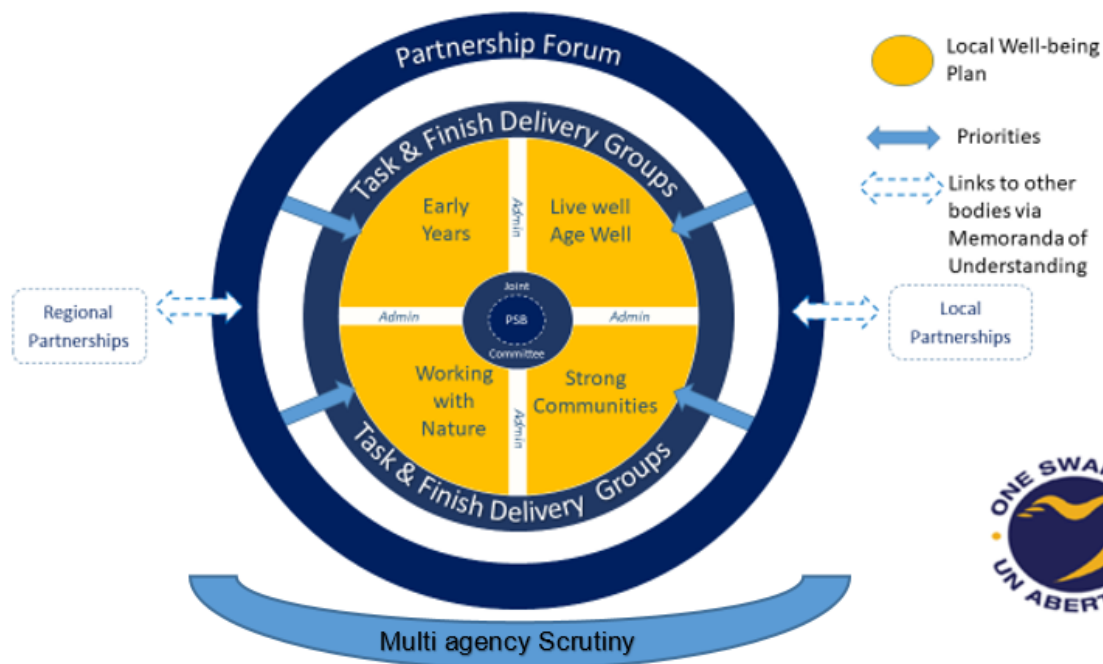 Partnership Forum
Task & Finish Delivery Groups
Early
Years
Admin
Live well
Age Well
Joint
PSB
Committee
Admin
Admin
Working
with
Nature
Admin
Strong
Communities
Task & Finish Delivery Groups
Regional
Partnerships
Local
Partnerships
Multi agency Scrutiny
Local Well-being
Plan
Priorities
Links to other
bodies via
Memoranda of
Understanding
ONE
UN